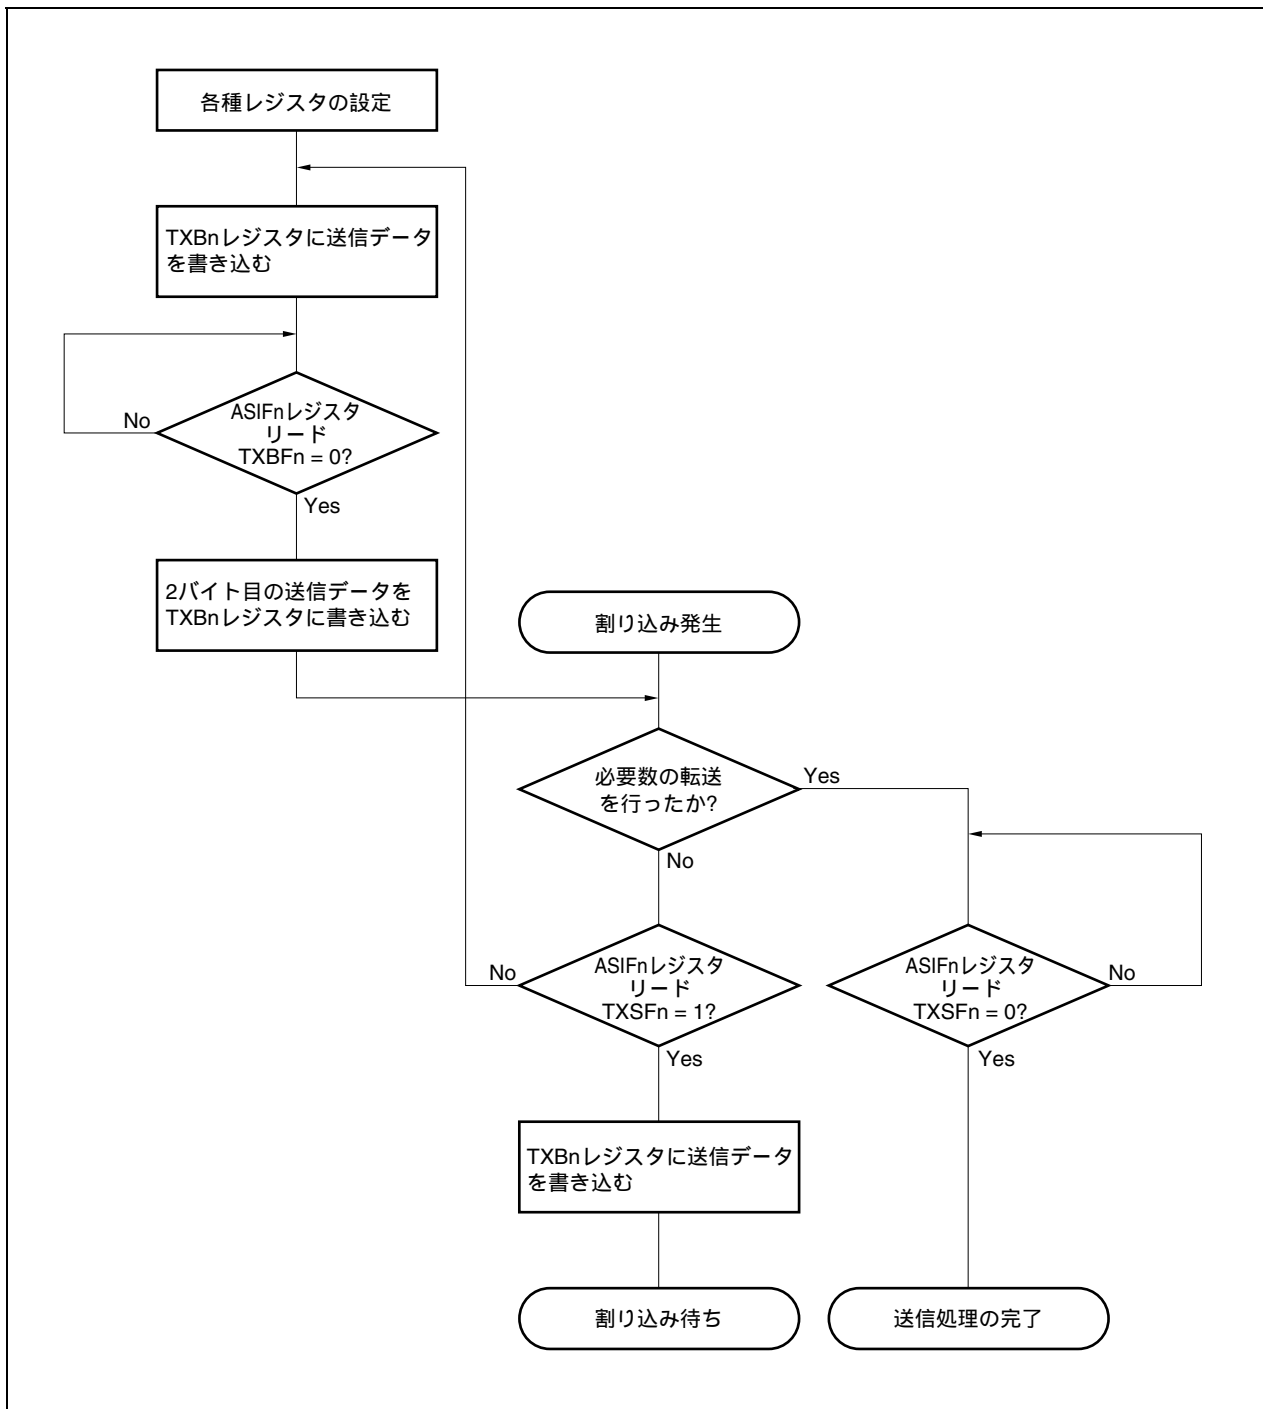 各種レジスタの設定
TXBnレジスタに送信データ
を書き込む
No
ASIFnレジスタ
リード
TXBFn = 0?
Yes
2バイト目の送信データを
TXBnレジスタに書き込む
割り込み発生
必要数の転送
を行ったか?
Yes
No
No
ASIFnレジスタ
リード
TXSFn = 1?
Yes
ASIFnレジスタ
リード
TXSFn = 0?
No
Yes
TXBnレジスタに送信データ
を書き込む
割り込み待ち
送信処理の完了